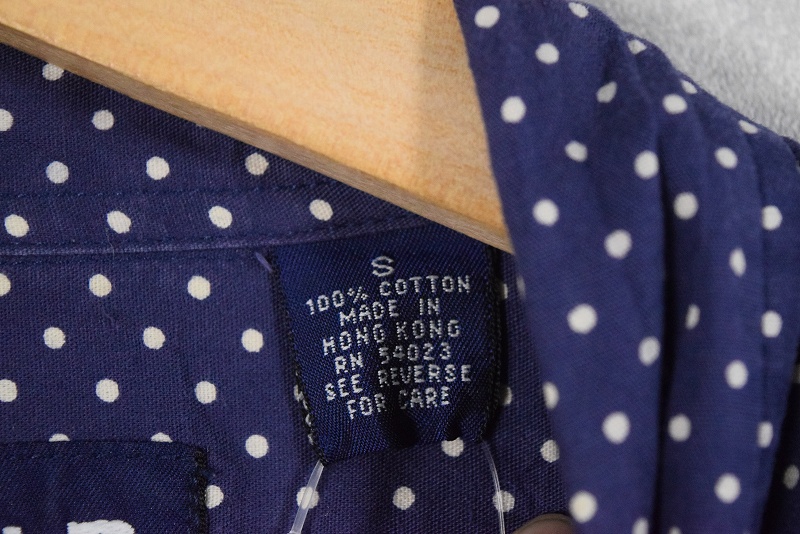 S
100% COTTON
MADE IN
HONG KONG
RN 54023
SEE REVERSE
FOR CARE